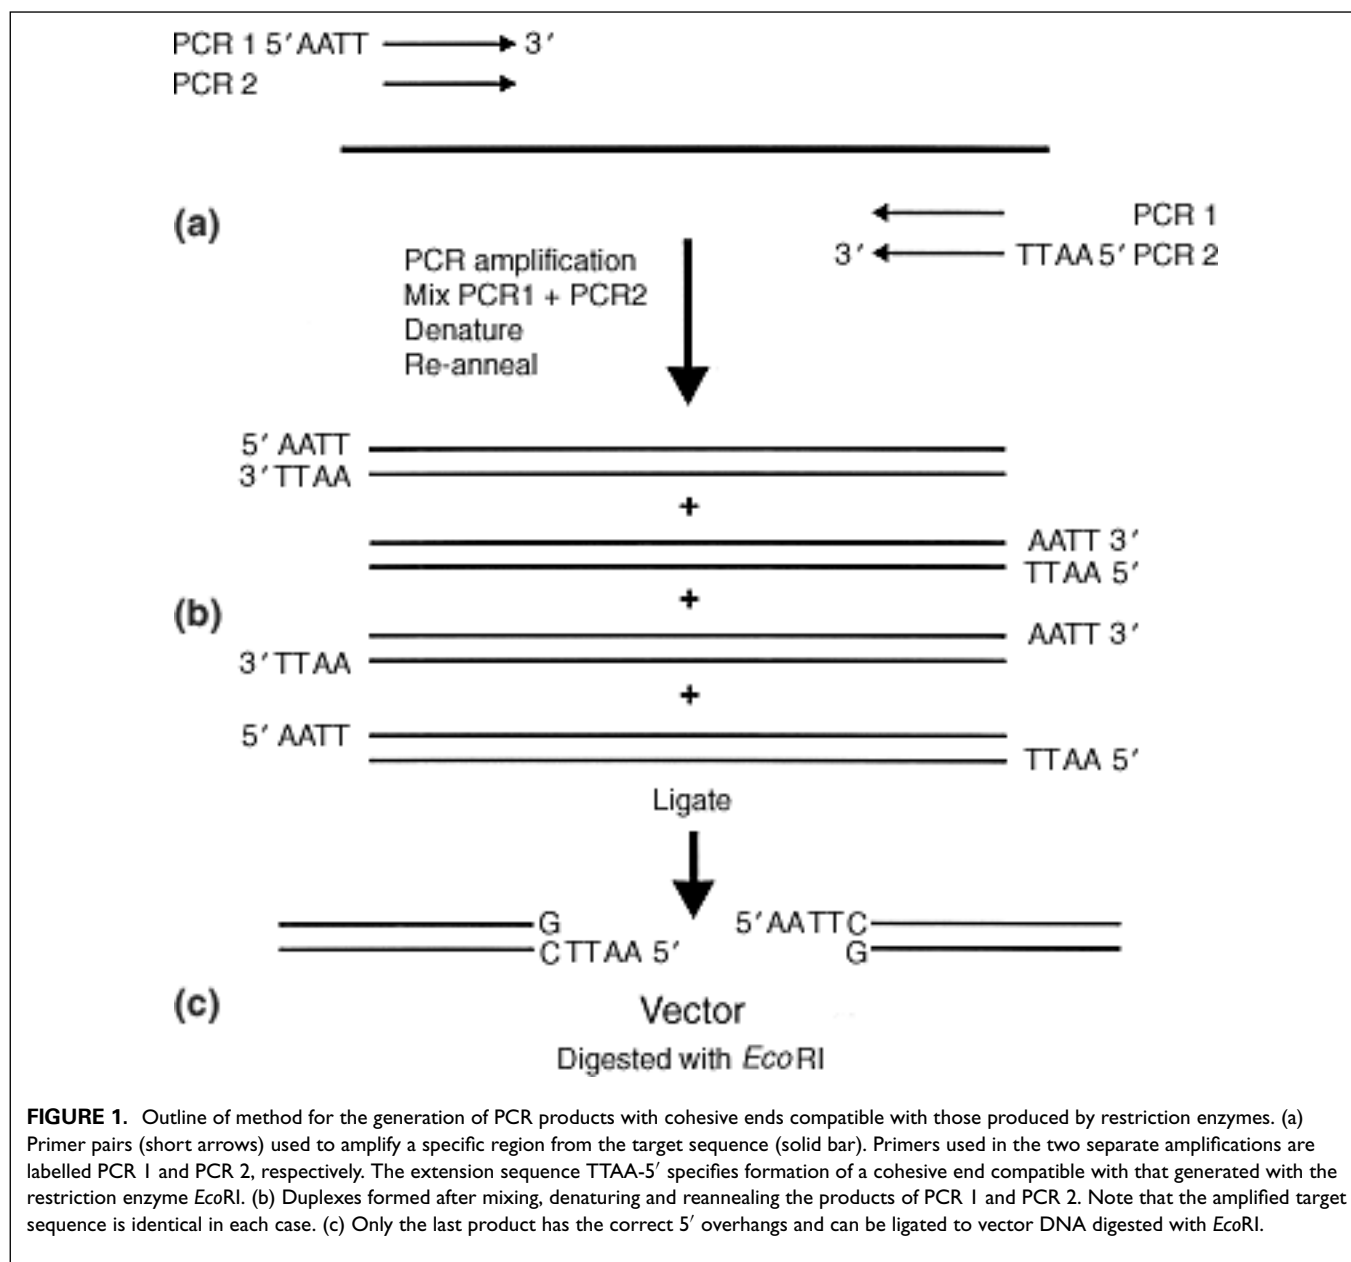 PCR 1 5′AATT 3′
PCR 2
PCR 1
3′ TTAA 5′ PCR 2
(a)
PCR amplification
Mix PCR1 + PCR2
Denature
Re-anneal
5′ AATT
3′ TTAA
+
AATT 3′
TTAA 5′
+
(b)
AATT 3′
3′ TTAA
+
5′ AATT
TTAA 5′
Ligate
G 5′AATTC
CTTAA 5′ G
(c)
Vector
Digested with EcoRI
FIGURE 1. Outline of method for the generation of PCR products with cohesive ends compatible with those produced by restriction enzymes. (a)
Primer pairs (short arrows) used to amplify a specific region from the target sequence (solid bar). Primers used in the two separate amplifications are
labelled PCR 1 and PCR 2, respectively. The extension sequence TTAA-5′ specifies formation of a cohesive end compatible with that generated with the
restriction enzyme EcoRI. (b) Duplexes formed after mixing, denaturing and reannealing the products of PCR 1 and PCR 2. Note that the amplified target
sequence is identical in each case. (c) Only the last product has the correct 5′ overhangs and can be ligated to vector DNA digested with EcoRI.